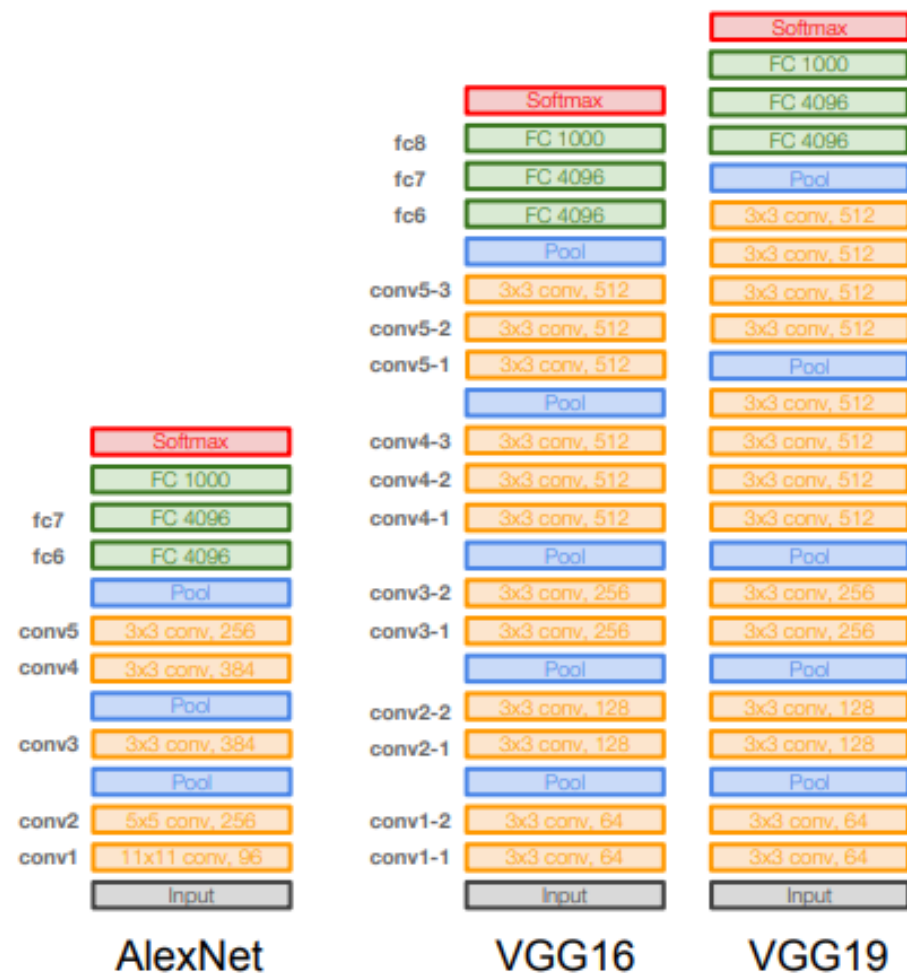 Softmax
FC 1000
fc7 FC 4096
fc6 FC 4096
Pool
conv5 3x3 conv, 256
conv4 3x3 conv, 384
Pool
conv3 3x3 conv, 384
Pool
conv2 5x5 conv, 256
conv1 11x11 conv, 96
Input
AlexNet
Softmax
fc8 FC 1000
fc7 FC 4096
fc6 FC 4096
Pool
conv5-3 3x3 conv, 512
conv5-2 3x3 conv, 512
conv5-1 3x3 conv, 512
Pool
conv4-3 3x3 conv, 512
conv4-2 3x3 conv, 512
conv4-1 3x3 conv, 512
Pool
conv3-2 3x3 conv, 256
conv3-1 3x3 conv, 256
Pool
conv2-2 3x3 conv, 128
conv2-1 3x3 conv, 128
Pool
conv1-2 3x3 conv, 64
conv1-1 3x3 conv, 64
Input
VGG16
Softmax
FC 1000
FC 4096
FC 4096
Pool
3x3 conv, 512
3x3 conv, 512
3x3 conv, 512
3x3 conv, 512
Pool
3x3 conv, 512
3x3 conv, 512
3x3 conv, 512
3x3 conv, 512
Pool
3x3 conv, 256
3x3 conv, 256
Pool
3x3 conv, 128
3x3 conv, 128
Pool
3x3 conv, 64
3x3 conv, 64
Input
VGG19